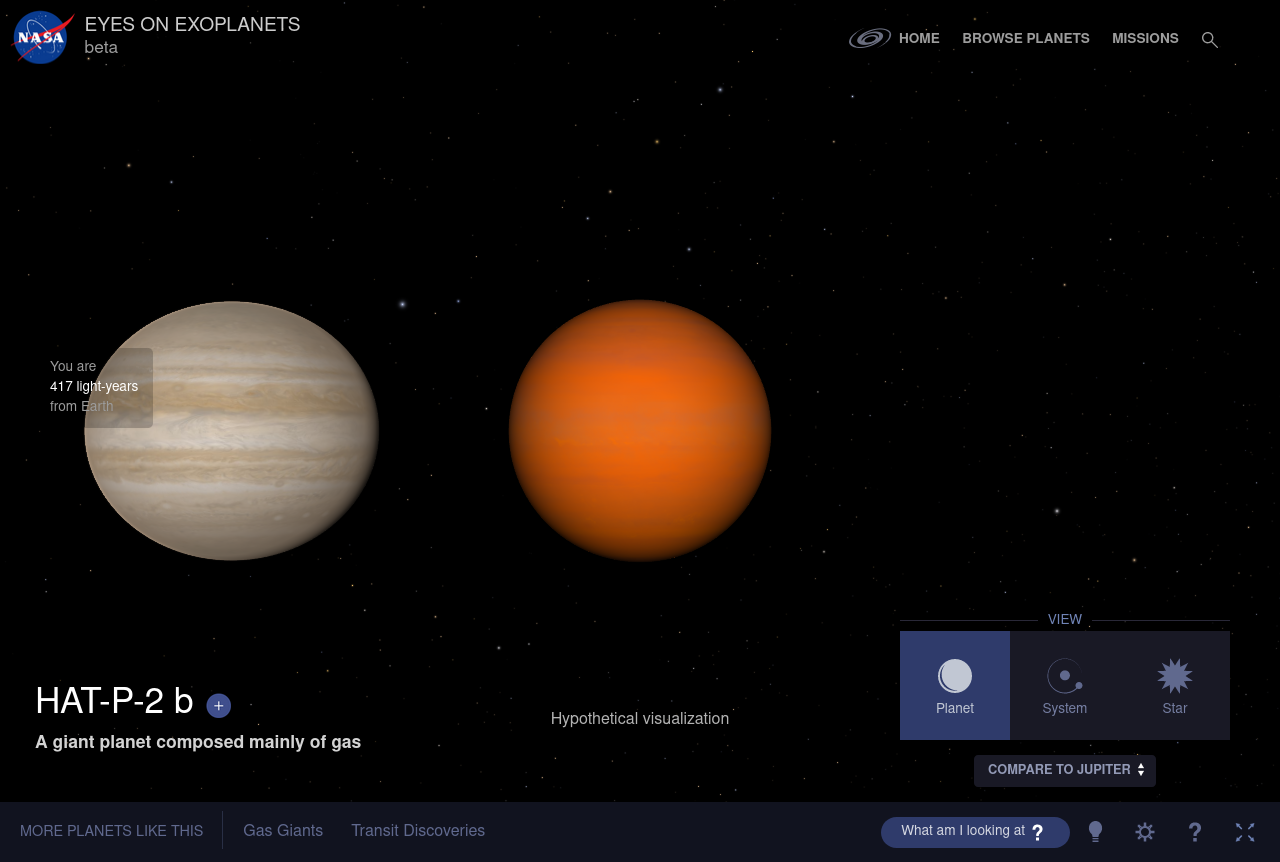 NASA
EYES ON EXOPLANETS
beta
HOME
BROWSE PLANETS
MISSIONS
You are
417 light-years
from Earth
VIEW
Planet
System
Star
HAT-P-2 b +
A giant planet composed mainly of gas
Hypothetical visualization
COMPARE TO JUPITER
MORE PLANETS LIKE THIS
Gas Giants
Transit Discoveries
What am I looking at ?
?